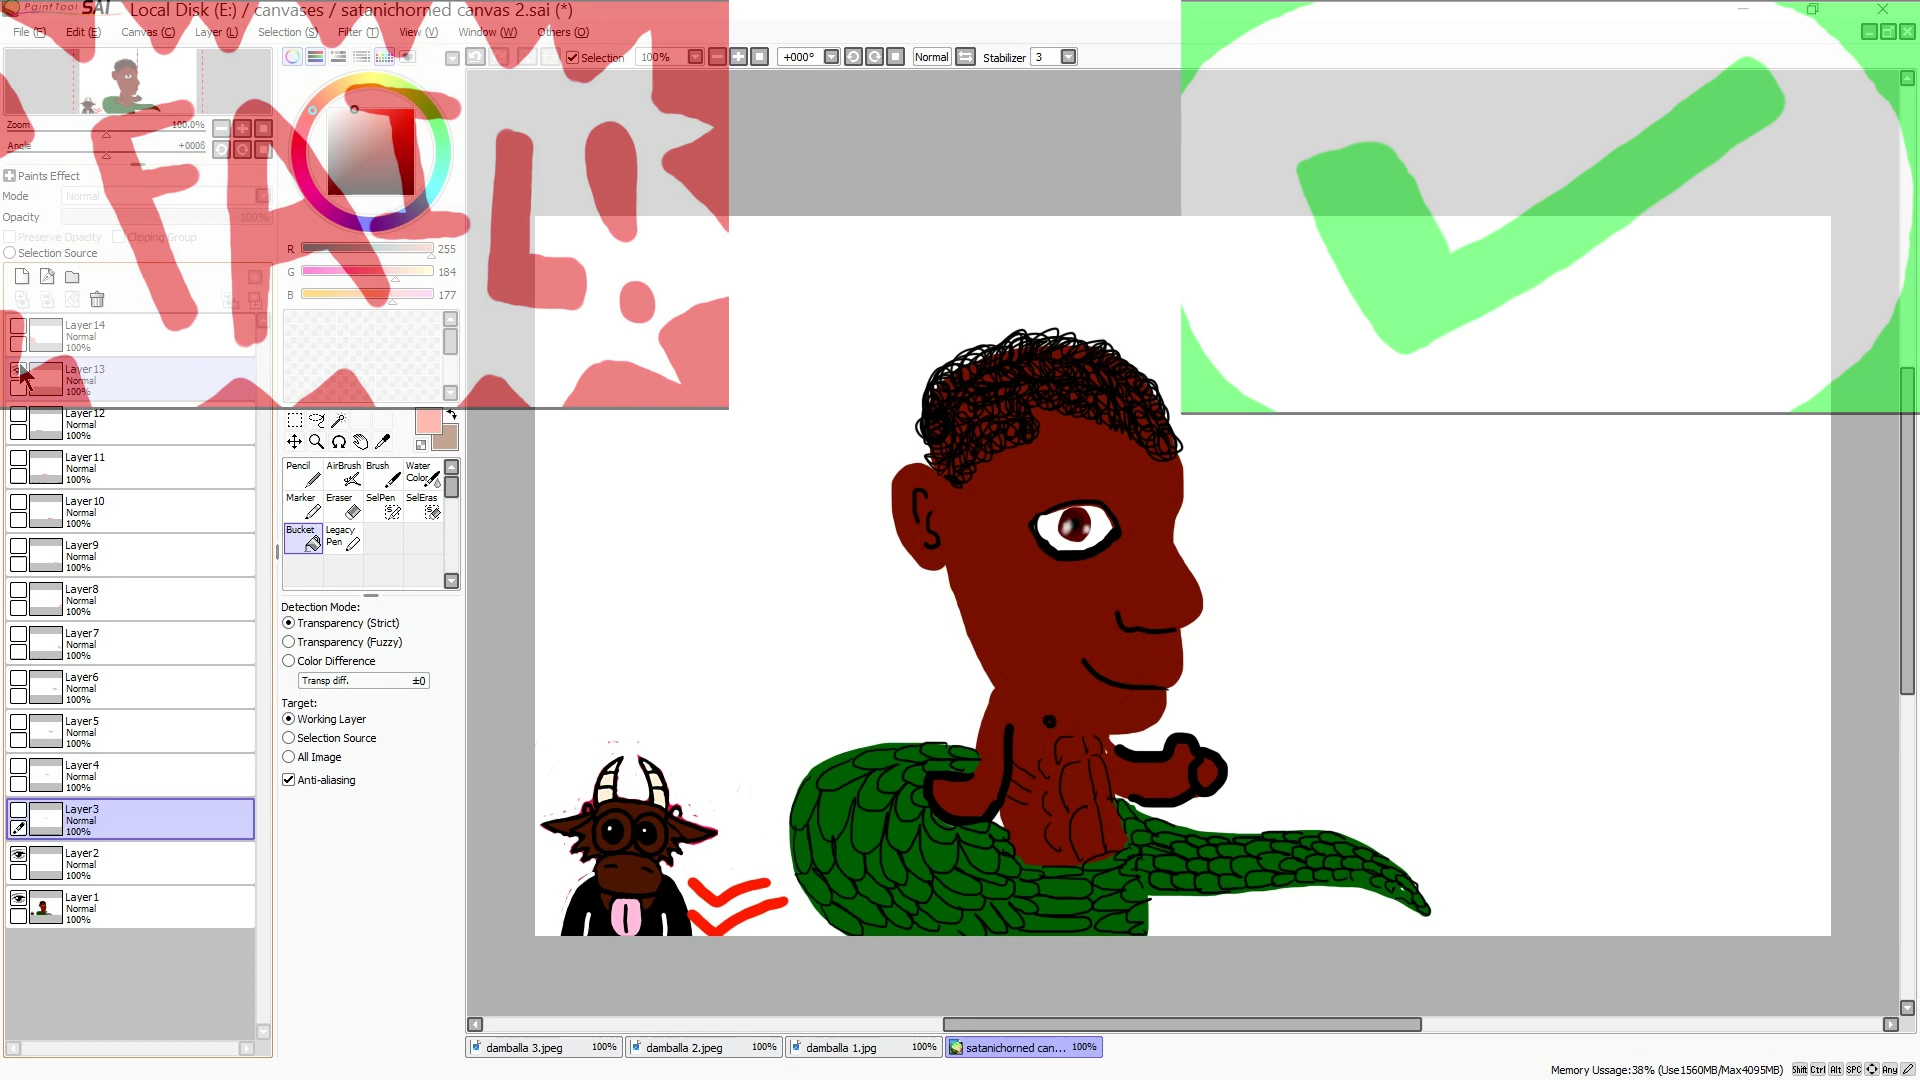 PaintTool SAI Local Disk (E:) / canvases / satanichorned canvas 2.sai (*)
File (F) Edit (E) Canvas (C) Layer (L) Selection (S) Filter (T) View (V) Window (W) Others (O)
Selection 100% +000° Normal Stabilizer 3
FAIL!
Zoom 100.0%
Angle +000°
Paints Effect
Mode Normal
Opacity 100%
Preserve Opacity Clipping Group
Selection Source
R 255
G 184
B 177
Layer14
Normal
100%
Layer13
Normal
100%
Layer12
Normal
100%
Layer11
Normal
100%
Layer10
Normal
100%
Layer9
Normal
100%
Layer8
Normal
100%
Layer7
Normal
100%
Layer6
Normal
100%
Layer5
Normal
100%
Layer4
Normal
100%
Layer3
Normal
100%
Layer2
Normal
100%
Layer1
Normal
100%
Pencil AirBrush Brush Water Color
Marker Eraser SelPen SelEras
Bucket Legacy Pen
Detection Mode:
Transparency (Strict)
Transparency (Fuzzy)
Color Difference
Transp diff. ±0
Target:
Working Layer
Selection Source
All Image
Anti-aliasing
damballa 3.jpeg 100% damballa 2.jpeg 100% damballa 1.jpg 100% satanichorned can... 100%
Memory Ussage:38% (Use1560MB/Max4095MB) Shift Ctrl Alt SPC Any